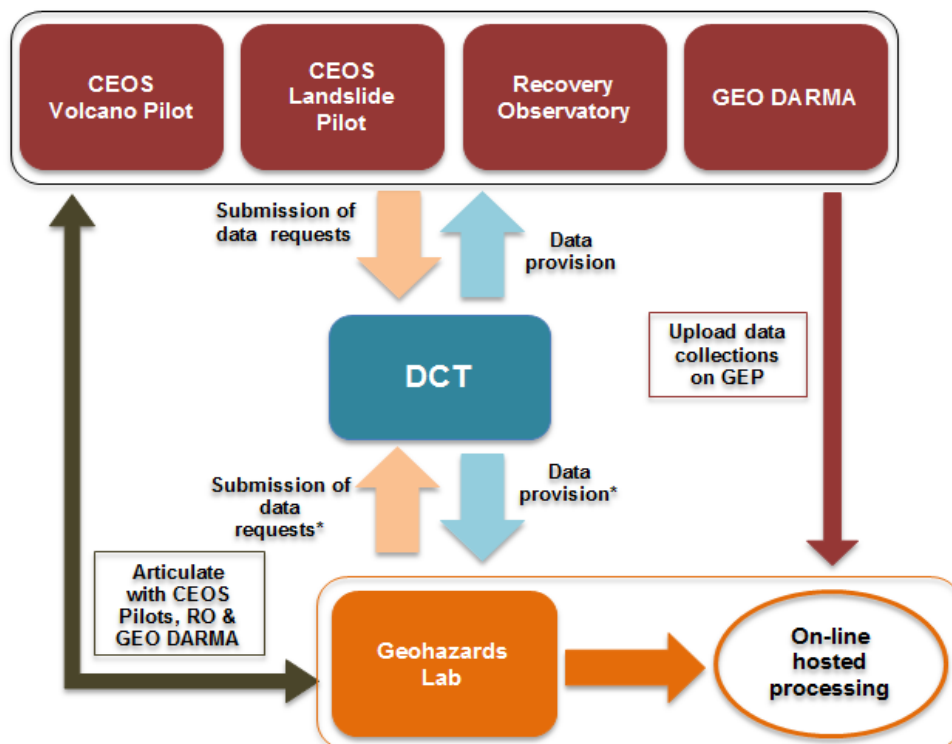 CEOS
Volcano Pilot
CEOS
Landslide
Pilot
Recovery
Observatory
GEO DARMA
Submission of
data requests
Data
provision
Upload data
collections
on GEP
DCT
Submission of
data
requests*
Data
provision*
Articulate
with CEOS
Pilots, RO &
GEO DARMA
Geohazards
Lab
On-line
hosted
processing